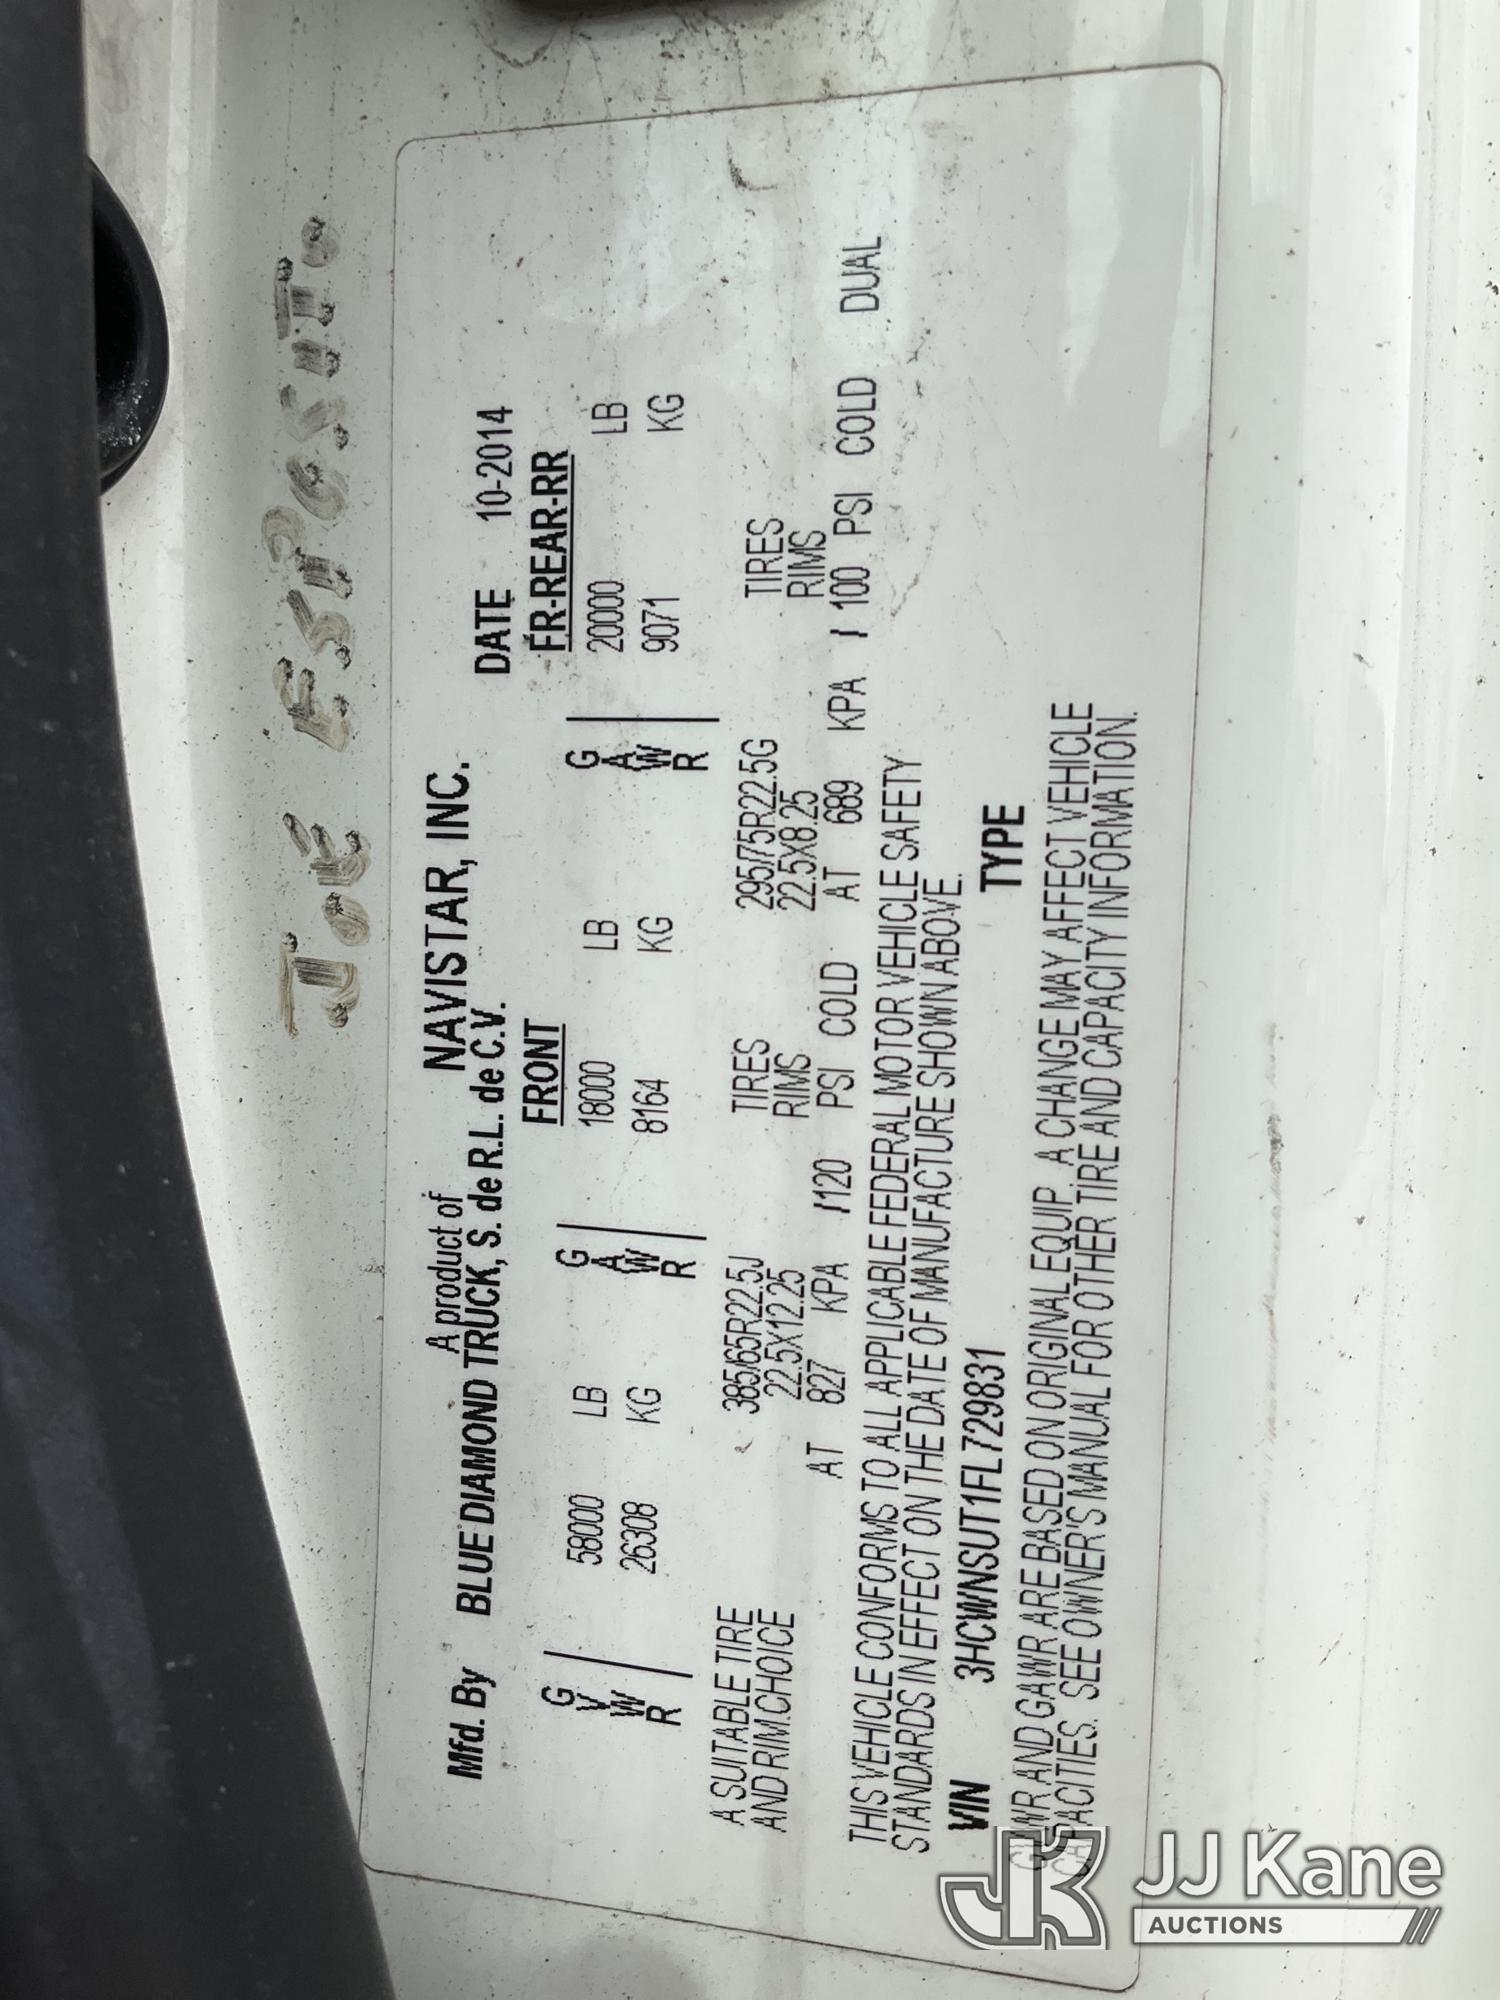 JOE ESPOSITO
A product of NAVISTAR, INC.
Mfd. By BLUE DIAMOND TRUCK, S. de R.L. de C.V. DATE 10-2014
FRONT FR-REAR-RR
GVWR 58000 LB GAWR 18000 LB GAWR 20000 LB
26308 KG 8164 KG 9071 KG
A SUITABLE TIRE 385/65R22.5J TIRES 295/75R22.5G TIRES
AND RIM CHOICE 22.5X12.25 RIMS 22.5X8.25 RIMS
AT 827 KPA /120 PSI COLD AT 689 KPA / 100 PSI COLD DUAL
THIS VEHICLE CONFORMS TO ALL APPLICABLE FEDERAL MOTOR VEHICLE SAFETY
STANDARDS IN EFFECT ON THE DATE OF MANUFACTURE SHOWN ABOVE.
VIN 3HCWNSUT1FL729831 TYPE
GVWR AND GAWR ARE BASED ON ORIGINAL EQUIP. A CHANGE MAY AFFECT VEHICLE
CAPACITIES. SEE OWNER'S MANUAL FOR OTHER TIRE AND CAPACITY INFORMATION.
JK JJ Kane
AUCTIONS